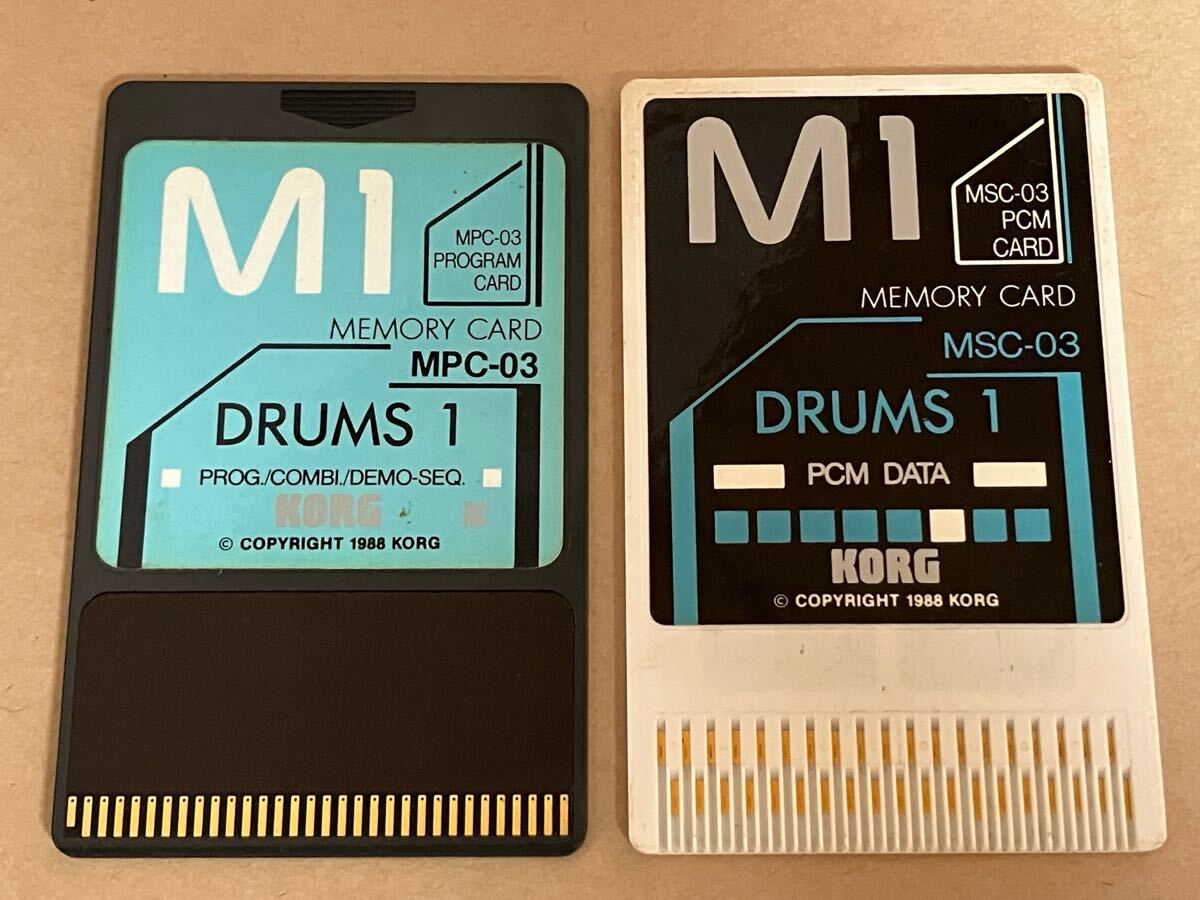 M1
MPC-03
PROGRAM
CARD
MEMORY CARD
MPC-03
DRUMS 1
PROG./COMBI./DEMO-SEQ.
KORG
© COPYRIGHT 1988 KORG
M1
MSC-03
PCM
CARD
MEMORY CARD
MSC-03
DRUMS 1
PCM DATA
KORG
© COPYRIGHT 1988 KORG